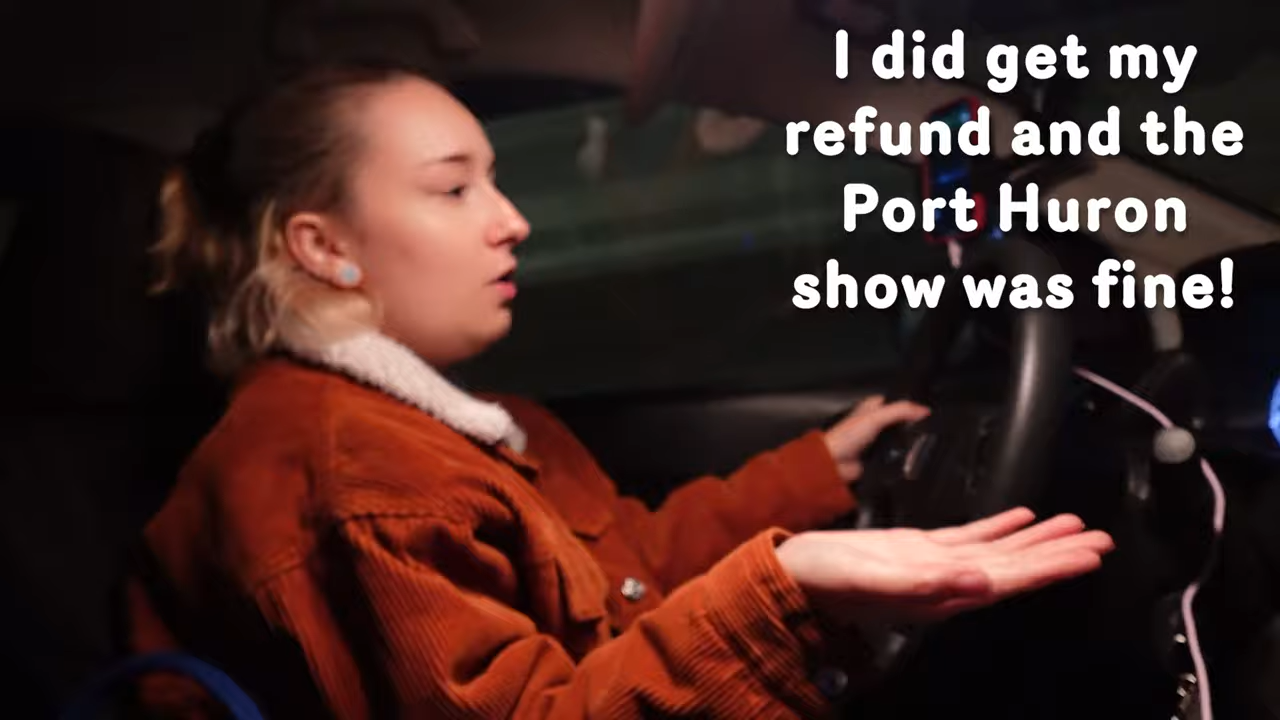 I did get my
refund and the
Port Huron
show was fine!